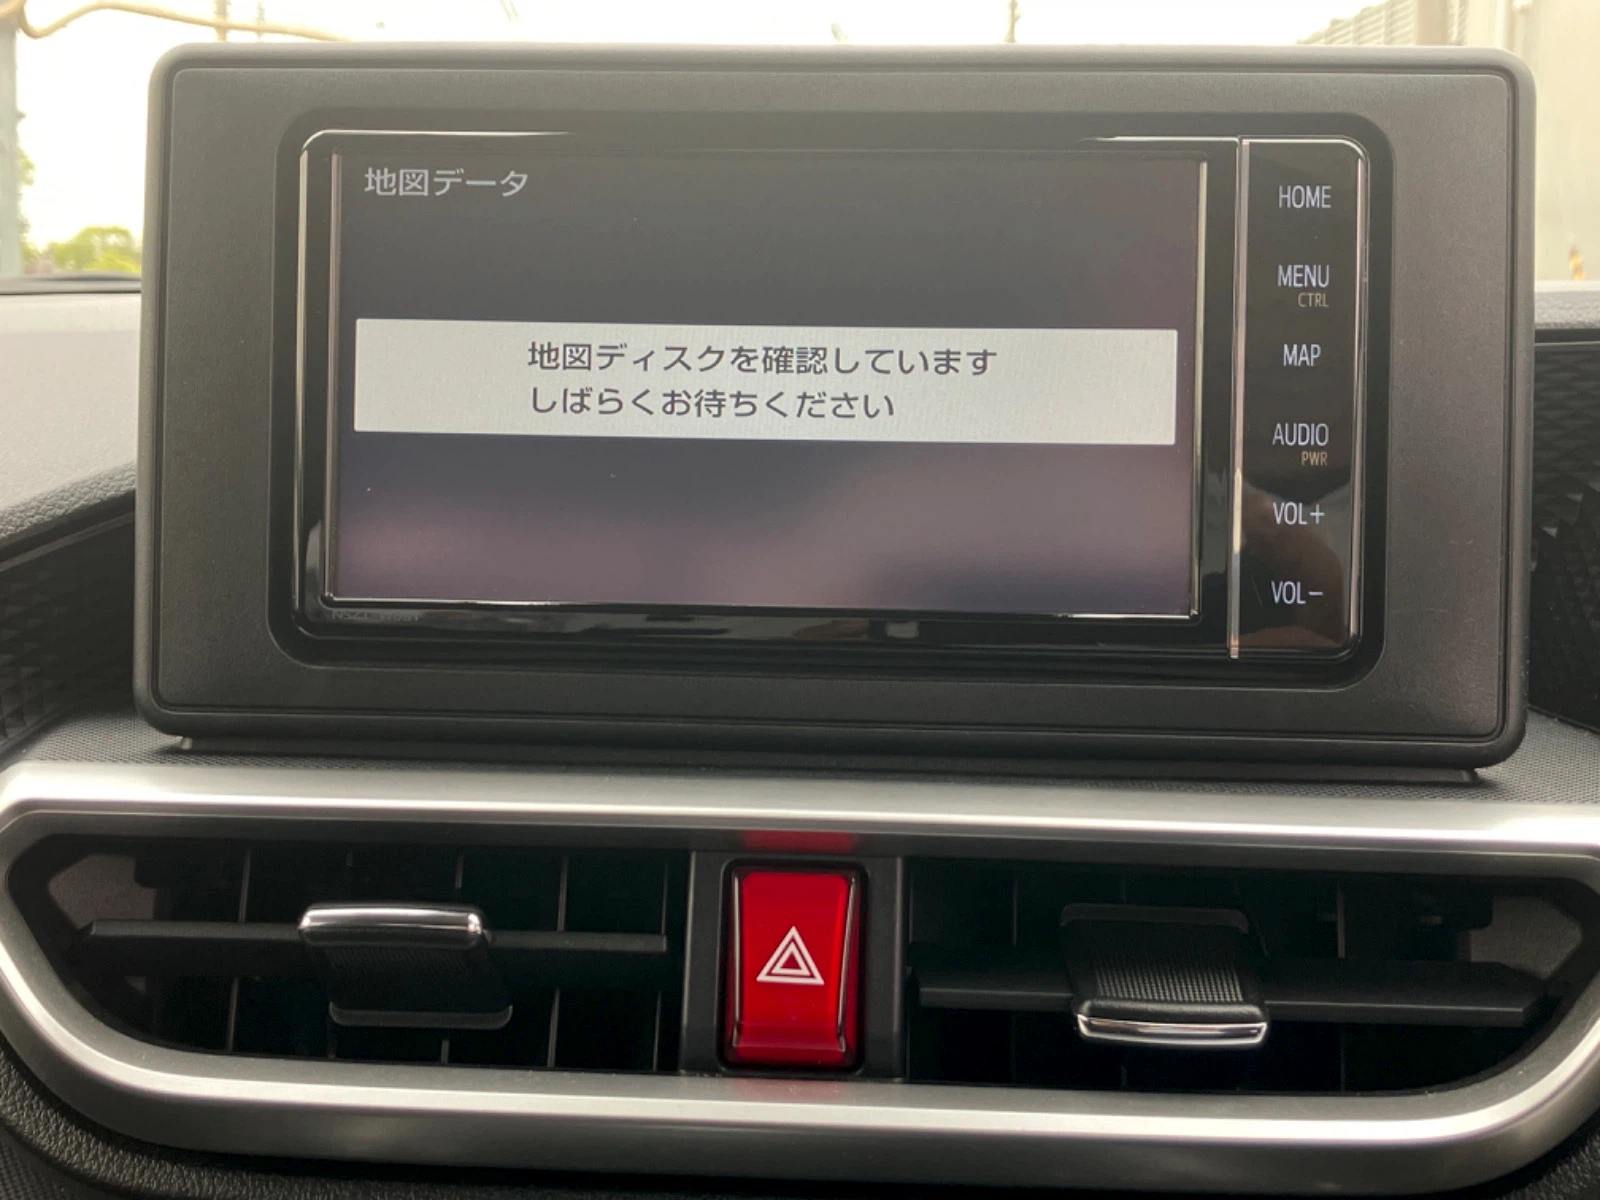 地図データ
地図ディスクを確認しています
しばらくお待ちください
HOME
MENU
CTRL
MAP
AUDIO
PWR
VOL+
VOL-